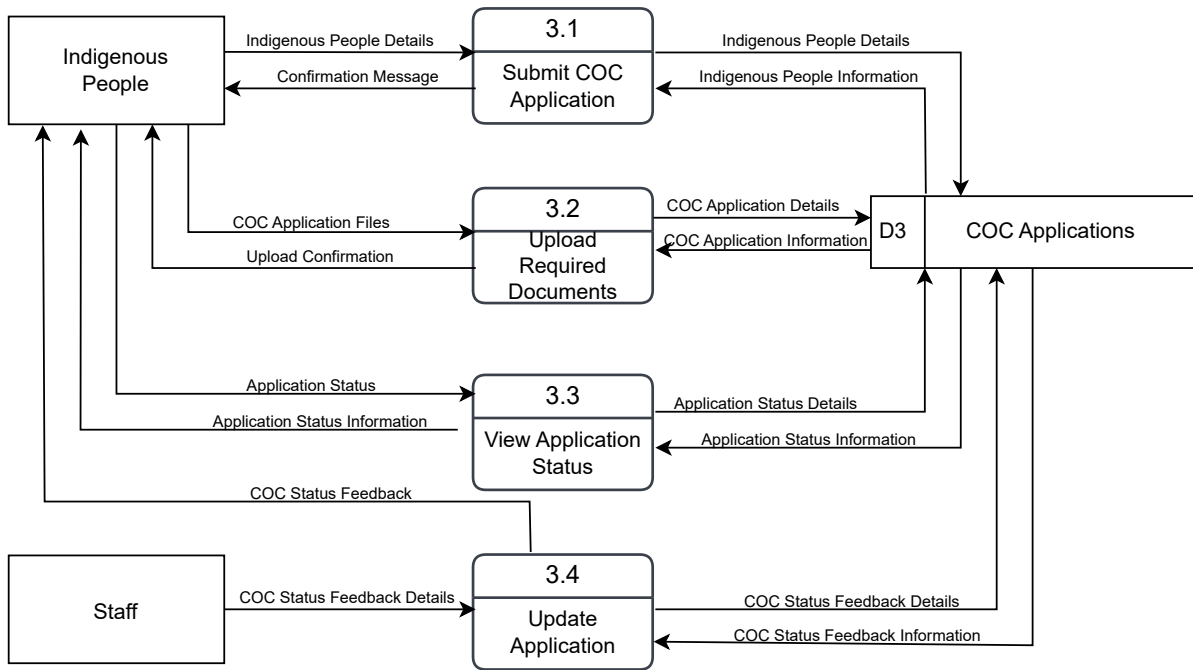 Indigenous
People
Indigenous People Details
Confirmation Message
3.1
Submit COC
Application
Indigenous People Details
Indigenous People Information
COC Application Files
Upload Confirmation
3.2
Upload
Required
Documents
COC Application Details
COC Application Information
D3
COC Applications
Application Status
Application Status Information
3.3
View Application
Status
Application Status Details
Application Status Information
COC Status Feedback
Staff
COC Status Feedback Details
3.4
Update
Application
COC Status Feedback Details
COC Status Feedback Information